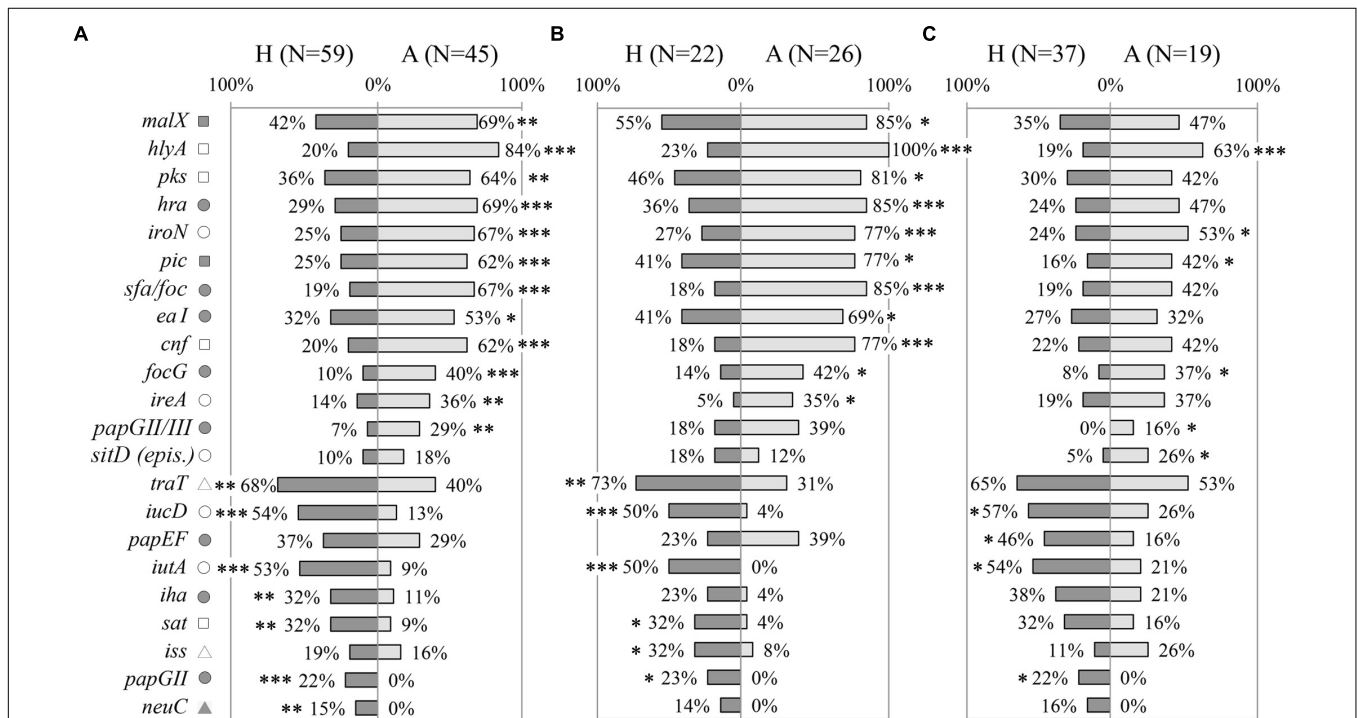 A H (N=59) A (N=45) B H (N=22) A (N=26) C H (N=37) A (N=19)
100% 0% 100% 100% 0% 100% 100% 0% 100%
malX 42% 69% ** 55% 85% * 35% 47%
hlyA 20% 84% *** 23% 100% *** 19% 63% ***
pks 36% 64% ** 46% 81% * 30% 42%
hra 29% 69% *** 36% 85% *** 24% 47%
iroN 25% 67% *** 27% 77% *** 24% 53% *
pic 25% 62% *** 41% 77% * 16% 42% *
sfa/foc 19% 67% *** 18% 85% *** 19% 42%
ea I 32% 53% * 41% 69% * 27% 32%
cnf 20% 62% *** 18% 77% *** 22% 42%
focG 10% 40% *** 14% 42% * 8% 37% *
ireA 14% 36% ** 5% 35% * 19% 37%
papGII/III 7% 29% ** 18% 39% 0% 16% *
sitD (epis.) 10% 18% 18% 12% 5% 26% *
traT ** 68% 40% ** 73% 31% 65% 53%
iucD *** 54% 13% *** 50% 4% * 57% 26%
papEF 37% 29% 23% 39% * 46% 16%
iutA *** 53% 9% *** 50% 0% * 54% 21%
iha ** 32% 11% 23% 4% 38% 21%
sat ** 32% 9% * 32% 4% 32% 16%
iss 19% 16% * 32% 8% 11% 26%
papGII *** 22% 0% * 23% 0% * 22% 0%
neuC ** 15% 0% 14% 0% 16% 0%